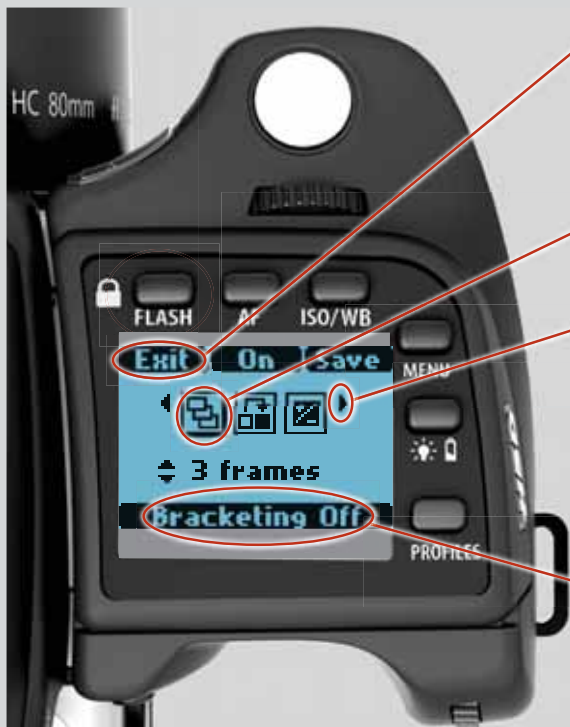 HC 80mm
FLASH AF ISO/WB
Exit On Save
MENU
3 frames
Bracketing Off
PROFILES